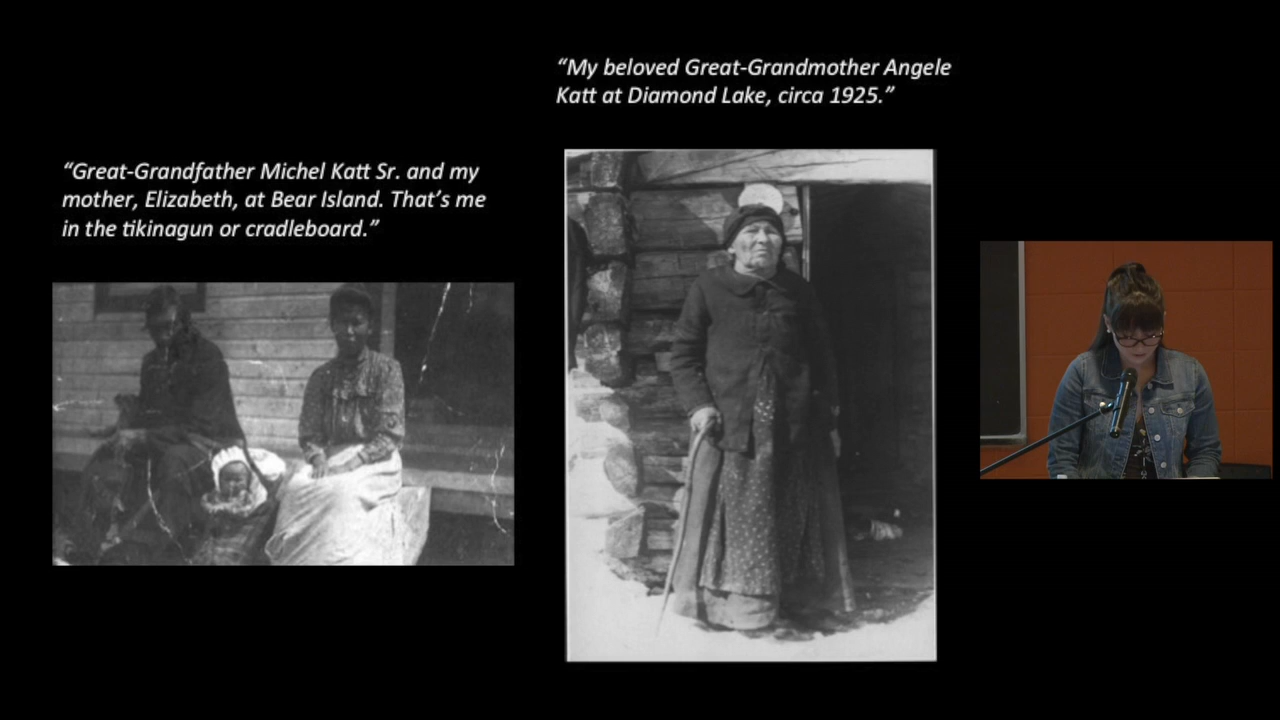 “My beloved Great-Grandmother Angele
Katt at Diamond Lake, circa 1925.”
“Great-Grandfather Michel Katt Sr. and my
mother, Elizabeth, at Bear Island. That’s me
in the tikinagun or cradleboard.”